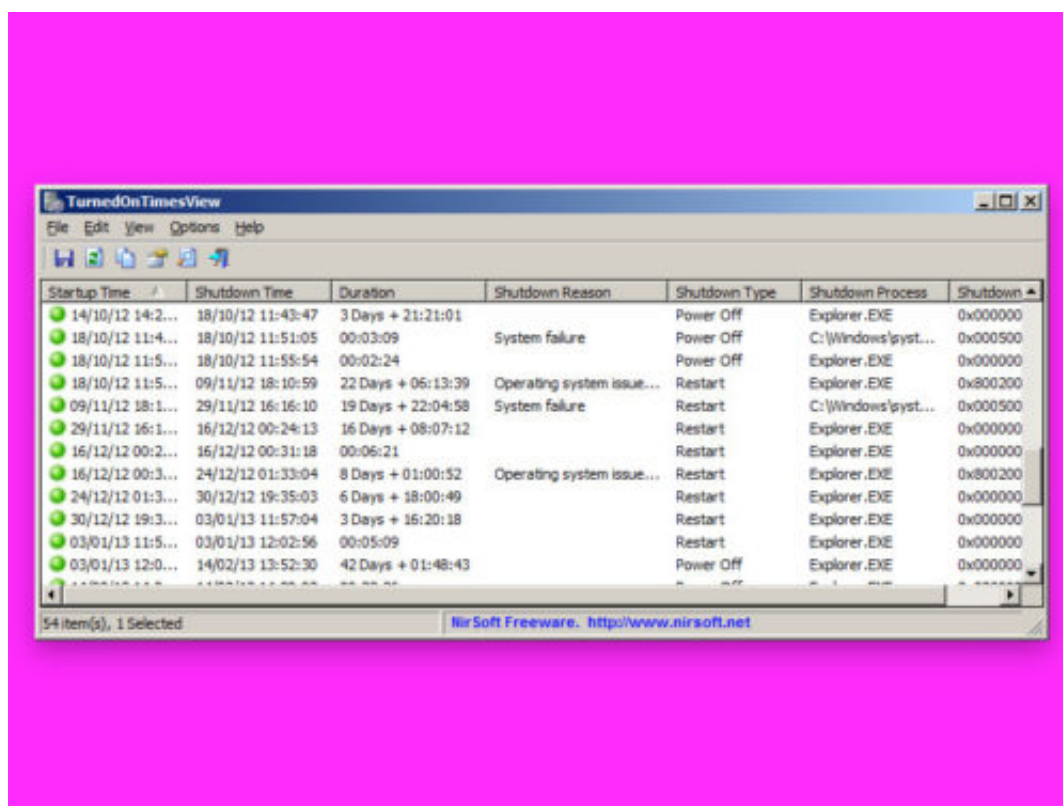 TurnedOnTimesView
File Edit View Options Help
Startup Time Shutdown Time Duration Shutdown Reason Shutdown Type Shutdown Process Shutdown
14/10/12 14:2... 18/10/12 11:43:47 3 Days + 21:21:01 Power Off Explorer.EXE 0x000000
18/10/12 11:4... 18/10/12 11:51:05 00:03:09 System failure Power Off C:\Windows\syst... 0x000500
18/10/12 11:5... 18/10/12 11:55:54 00:02:24 Power Off Explorer.EXE 0x000000
18/10/12 11:5... 09/11/12 18:10:59 22 Days + 06:13:39 Operating system issue... Restart Explorer.EXE 0x800200
09/11/12 18:1... 29/11/12 16:16:10 19 Days + 22:04:58 System failure Restart C:\Windows\syst... 0x000500
29/11/12 16:1... 16/12/12 00:24:13 16 Days + 08:07:12 Restart Explorer.EXE 0x000000
16/12/12 00:2... 16/12/12 00:31:18 00:06:21 Restart Explorer.EXE 0x000000
16/12/12 00:3... 24/12/12 01:33:04 8 Days + 01:00:52 Operating system issue... Restart Explorer.EXE 0x800200
24/12/12 01:3... 30/12/12 19:35:03 6 Days + 18:00:49 Restart Explorer.EXE 0x000000
30/12/12 19:3... 03/01/13 11:57:04 3 Days + 16:20:18 Restart Explorer.EXE 0x000000
03/01/13 11:5... 03/01/13 12:02:56 00:05:09 Restart Explorer.EXE 0x000000
03/01/13 12:0... 14/02/13 13:52:30 42 Days + 01:48:43 Power Off Explorer.EXE 0x000000
54 item(s), 1 Selected NirSoft Freeware. http://www.nirsoft.net